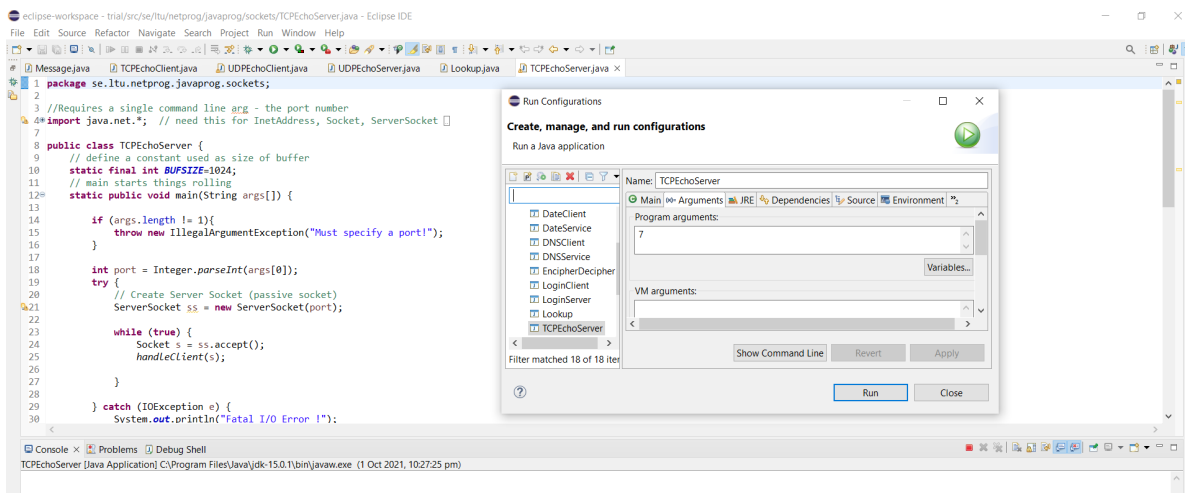 eclipse-workspace - trial/src/se/ltu/netprog/javaprog/sockets/TCPEchoServer.java - Eclipse IDE
File Edit Source Refactor Navigate Search Project Run Window Help
Message.java TCPEchoClient.java UDPEchoClient.java UDPEchoServer.java Lookup.java TCPEchoServer.java
1 package se.ltu.netprog.javaprog.sockets;
2
3 //Requires a single command line arg - the port number
4 import java.net.*; // need this for InetAddress, Socket, ServerSocket
7
8 public class TCPEchoServer {
9 // define a constant used as size of buffer
10 static final int BUFSIZE=1024;
11 // main starts things rolling
12 static public void main(String args[]) {
13
14 if (args.length != 1){
15 throw new IllegalArgumentException("Must specify a port!");
16 }
17
18 int port = Integer.parseInt(args[0]);
19 try {
20 // Create Server Socket (passive socket)
21 ServerSocket ss = new ServerSocket(port);
22
23 while (true) {
24 Socket s = ss.accept();
25 handleClient(s);
26
27 }
28
29 } catch (IOException e) {
30 System.out.println("Fatal I/O Error !");
Run Configurations
Create, manage, and run configurations
Run a Java application
DateClient
DateService
DNSClient
DNSService
EncipherDecipher
LoginClient
LoginServer
Lookup
TCPEchoServer
Filter matched 18 of 18 iter
Name: TCPEchoServer
Main Arguments JRE Dependencies Source Environment »2
Program arguments:
7
Variables...
VM arguments:
Show Command Line Revert Apply
Run Close
Console Problems Debug Shell
TCPEchoServer [Java Application] C:\Program Files\Java\jdk-15.0.1\bin\javaw.exe (1 Oct 2021, 10:27:25 pm)